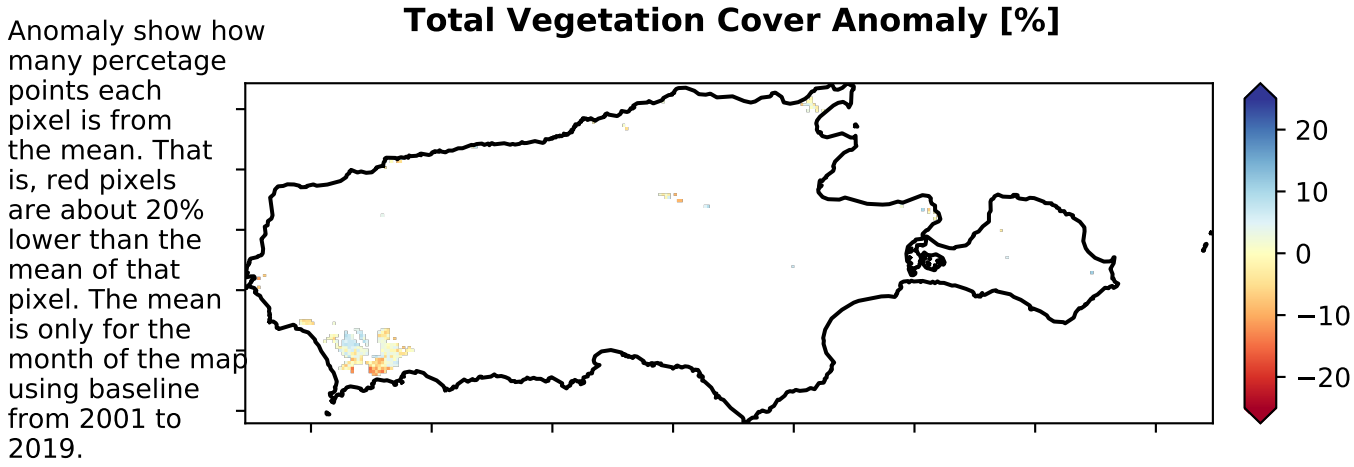 Total Vegetation Cover Anomaly [%]
Anomaly show how
many percetage
points each
pixel is from
the mean. That
is, red pixels
are about 20%
lower than the
mean of that
pixel. The mean
is only for the
month of the map
using baseline
from 2001 to
2019.
20
10
0
−10
−20